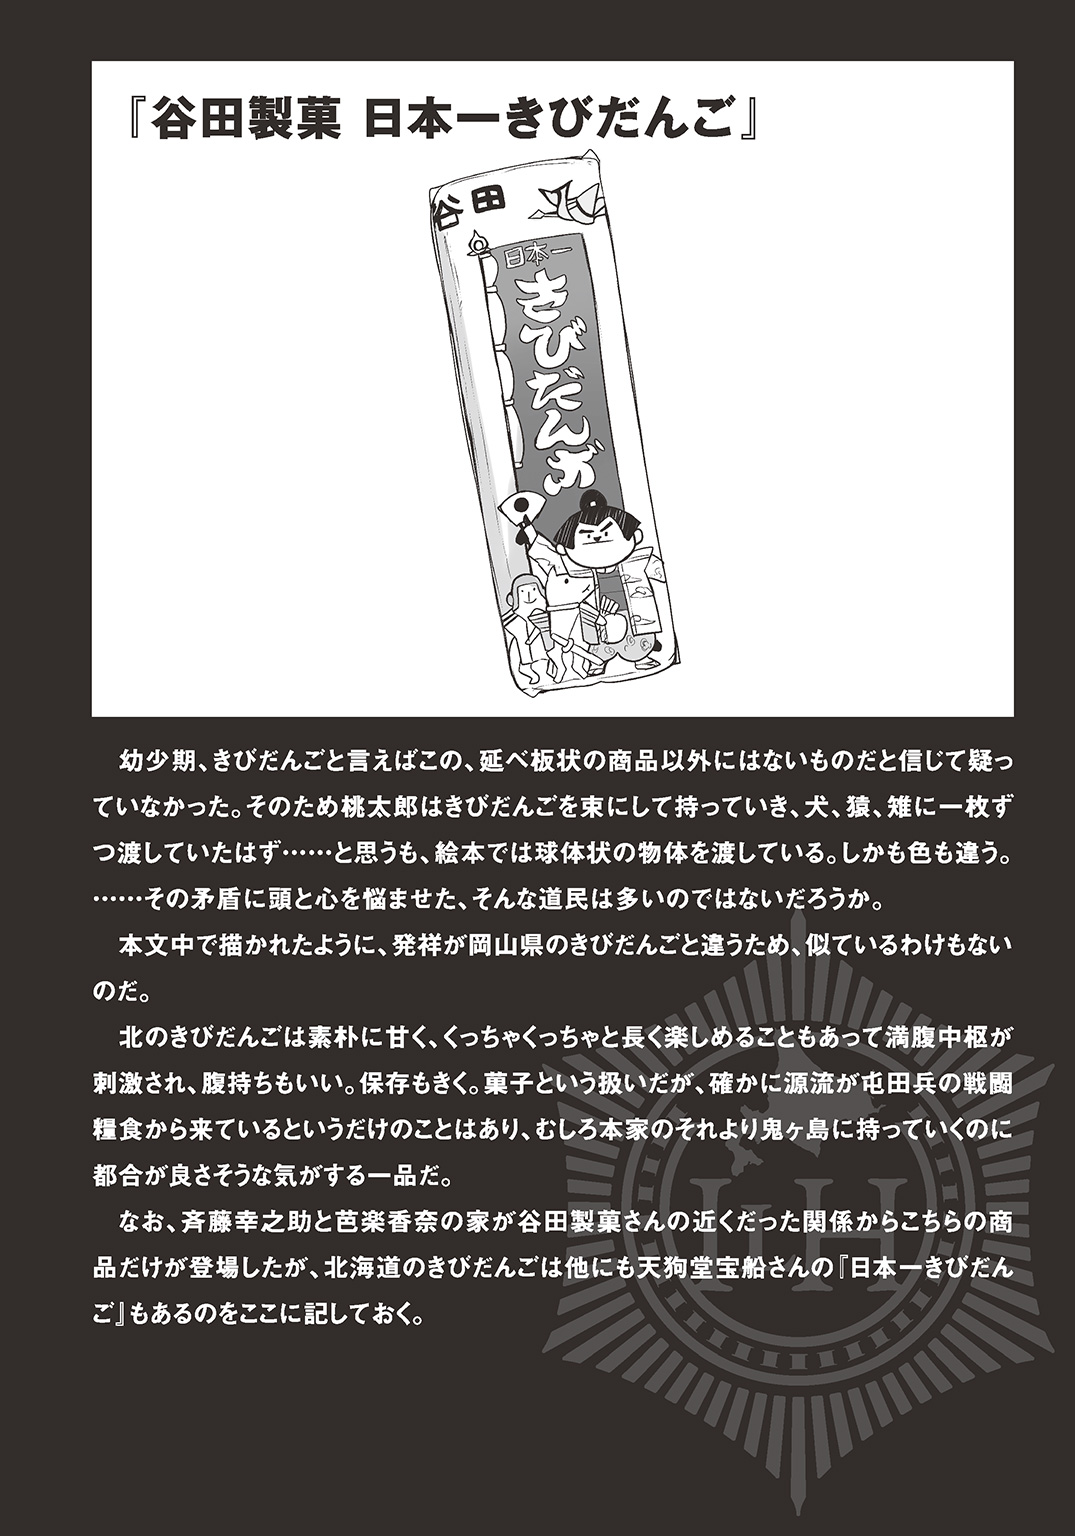 『谷田製菓 日本一きびだんご』
谷田
日本一
きびだんご
幼少期、きびだんごと言えばこの、延べ板状の商品以外にはないものだと信じて疑っ
ていなかった。そのため桃太郎はきびだんごを束にして持っていき、犬、猿、雉に一枚ず
つ渡していたはず……と思うも、絵本では球体状の物体を渡している。しかも色も違う。
……その矛盾に頭と心を悩ませた、そんな道民は多いのではないだろうか。
本文中で描かれたように、発祥が岡山県のきびだんごと違うため、似ているわけもない
のだ。
北のきびだんごは素朴に甘く、くっちゃくっちゃと長く楽しめることもあって満腹中枢が
刺激され、腹持ちもいい。保存もきく。菓子という扱いだが、確かに源流が屯田兵の戦闘
糧食から来ているというだけのことはあり、むしろ本家のそれより鬼ヶ島に持っていくのに
都合が良さそうな気がする一品だ。
なお、斉藤幸之助と芭楽香奈の家が谷田製菓さんの近くだった関係からこちらの商
品だけが登場したが、北海道のきびだんごは他にも天狗堂宝船さんの『日本一きびだん
ご』もあるのをここに記しておく。